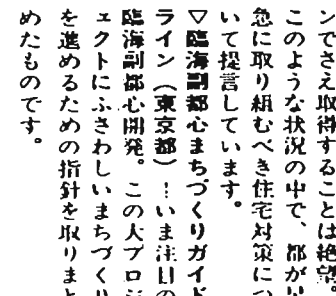 ンでさえ取得することは絶望
このような状況の中で、都が
急に取り組むべき住宅対策につ
いて提言しています。
▽臨海副都心まちづくりガイド
ライン（東京都）…いま注目の
臨海副都心開発。この大プロジ
ェクトにふさわしいまちづくり
を進めるための指針を取りまと
めたものです。